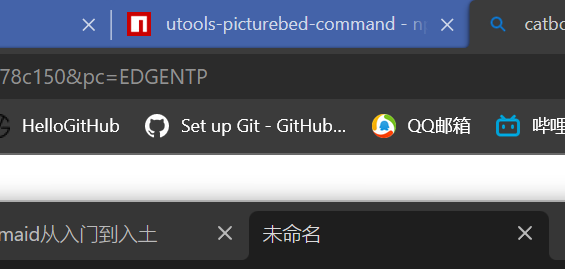 utools-picturebed-command - np
catbo
78c150&pc=EDGENTP
HelloGitHub Set up Git - GitHub... QQ邮箱 哔哩
maid从入门到入土 未命名